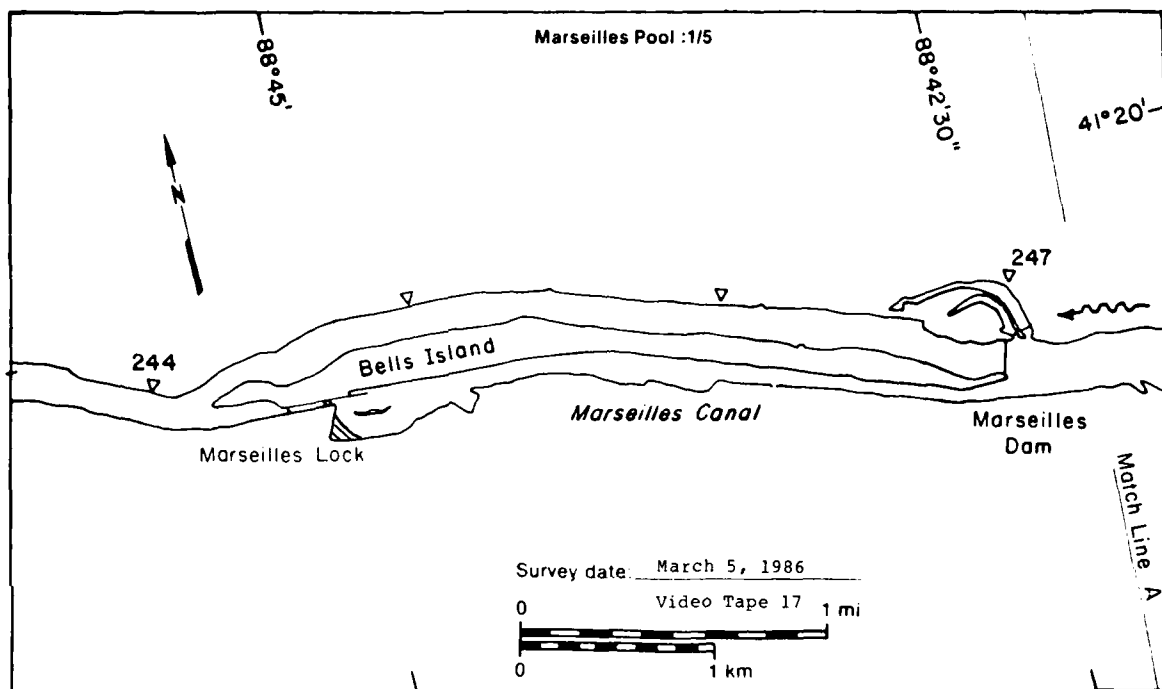 Marseilles Pool :1/5
88°45'
88°42'30"
41°20'
N
247
244
Bells Island
Marseilles Canal
Marseilles Lock
Marseilles
Dam
Match Line A
Survey date: March 5, 1986
Video Tape 17
0 1 mi
0 1 km